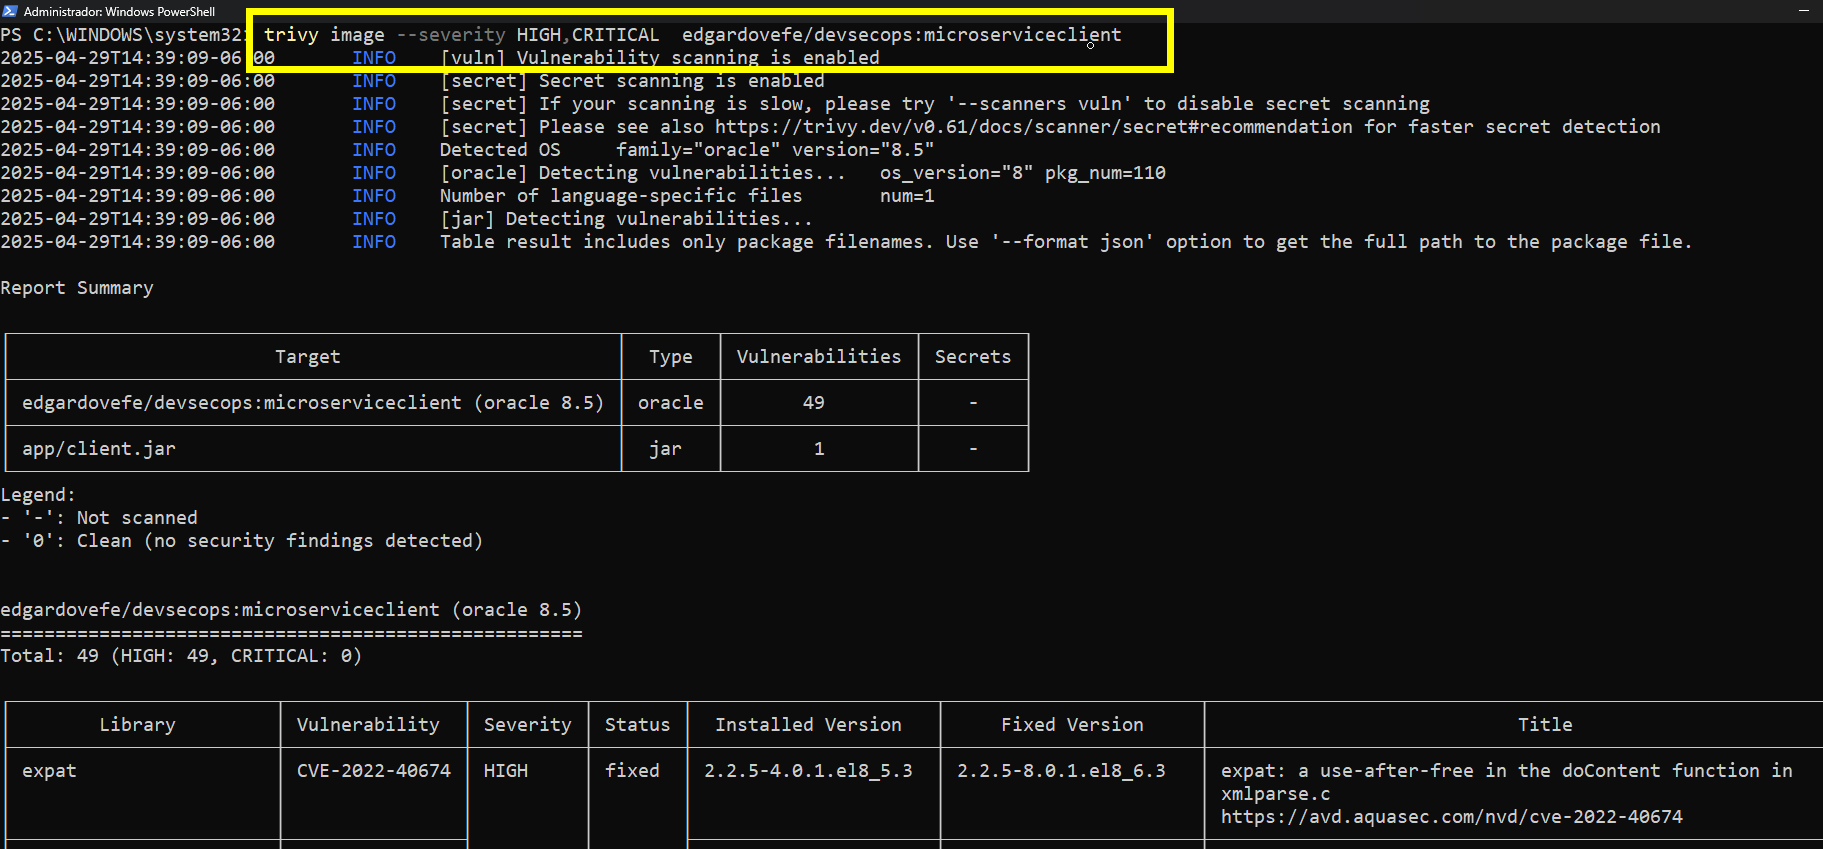 Administrador: Windows PowerShell
PS C:\WINDOWS\system32> trivy image --severity HIGH,CRITICAL  edgardovefe/devsecops:microserviceclient
2025-04-29T14:39:09-06:00       INFO    [vuln] Vulnerability scanning is enabled
2025-04-29T14:39:09-06:00       INFO    [secret] Secret scanning is enabled
2025-04-29T14:39:09-06:00       INFO    [secret] If your scanning is slow, please try '--scanners vuln' to disable secret scanning
2025-04-29T14:39:09-06:00       INFO    [secret] Please see also https://trivy.dev/v0.61/docs/scanner/secret#recommendation for faster secret detection
2025-04-29T14:39:09-06:00       INFO    Detected OS     family="oracle" version="8.5"
2025-04-29T14:39:09-06:00       INFO    [oracle] Detecting vulnerabilities...   os_version="8" pkg_num=110
2025-04-29T14:39:09-06:00       INFO    Number of language-specific files       num=1
2025-04-29T14:39:09-06:00       INFO    [jar] Detecting vulnerabilities...
2025-04-29T14:39:09-06:00       INFO    Table result includes only package filenames. Use '--format json' option to get the full path to the package file.
Report Summary
Target Type Vulnerabilities Secrets
edgardovefe/devsecops:microserviceclient (oracle 8.5) oracle 49 -
app/client.jar jar 1 -
Legend:
- '-': Not scanned
- '0': Clean (no security findings detected)
edgardovefe/devsecops:microserviceclient (oracle 8.5)
=====================================================
Total: 49 (HIGH: 49, CRITICAL: 0)
Library Vulnerability Severity Status Installed Version Fixed Version Title
expat CVE-2022-40674 HIGH fixed 2.2.5-4.0.1.el8_5.3 2.2.5-8.0.1.el8_6.3 expat: a use-after-free in the doContent function in
xmlparse.c
https://avd.aquasec.com/nvd/cve-2022-40674